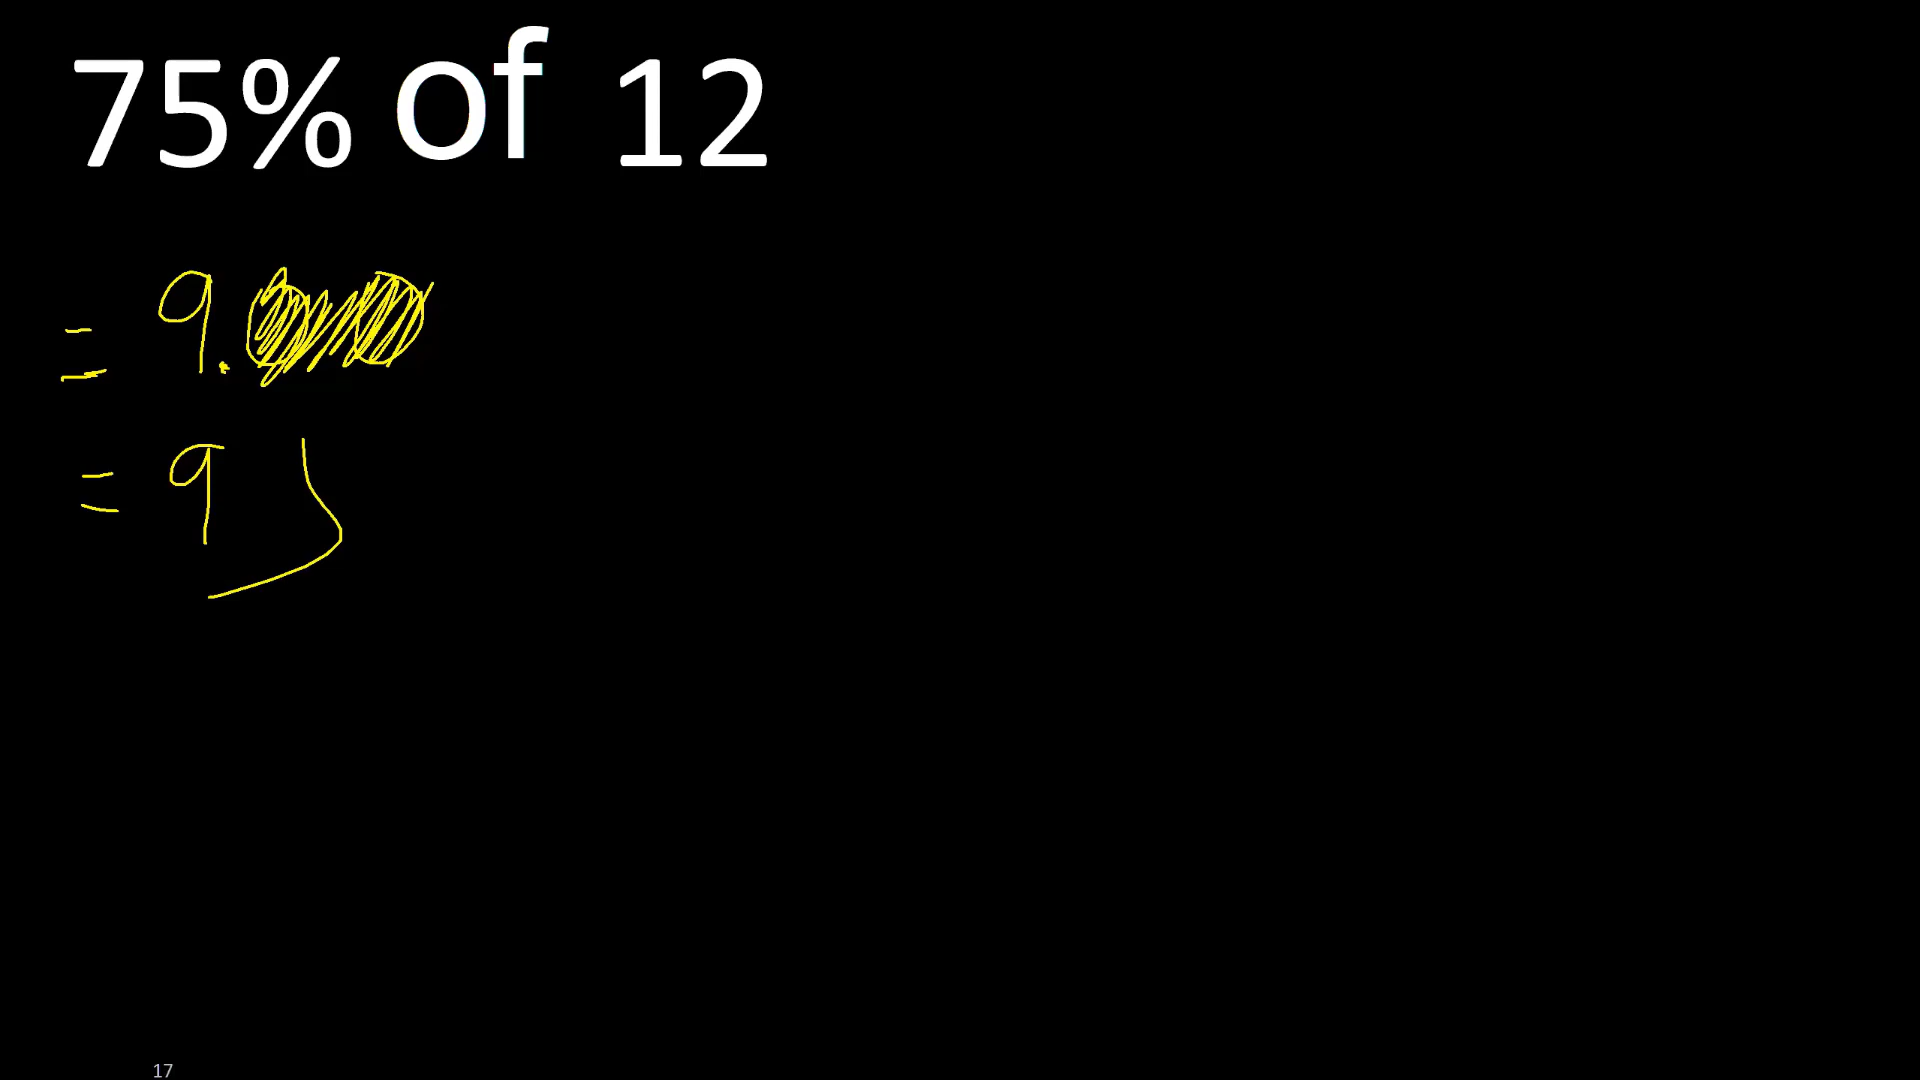 75% of 12
= 9.
= 9
17